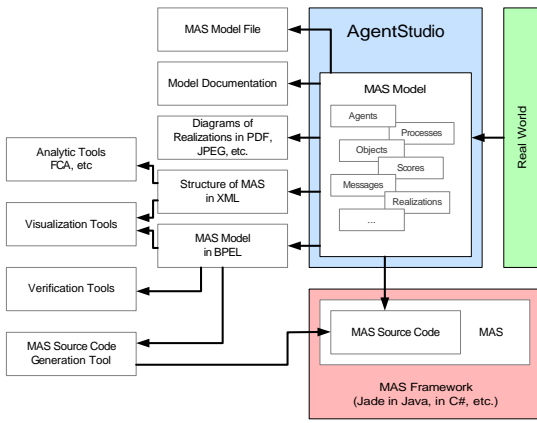 MAS Model File
AgentStudio
Model Documentation
MAS Model
Agents
Processes
Objects
Scores
Messages
Realizations
...
Real World
Diagrams of
Realizations in PDF,
JPEG, etc.
Analytic Tools
FCA, etc
Structure of MAS
in XML
Visualization Tools
MAS Model
in BPEL
Verification Tools
MAS Source Code
Generation Tool
MAS Source Code
MAS
MAS Framework
(Jade in Java, in C#, etc.)